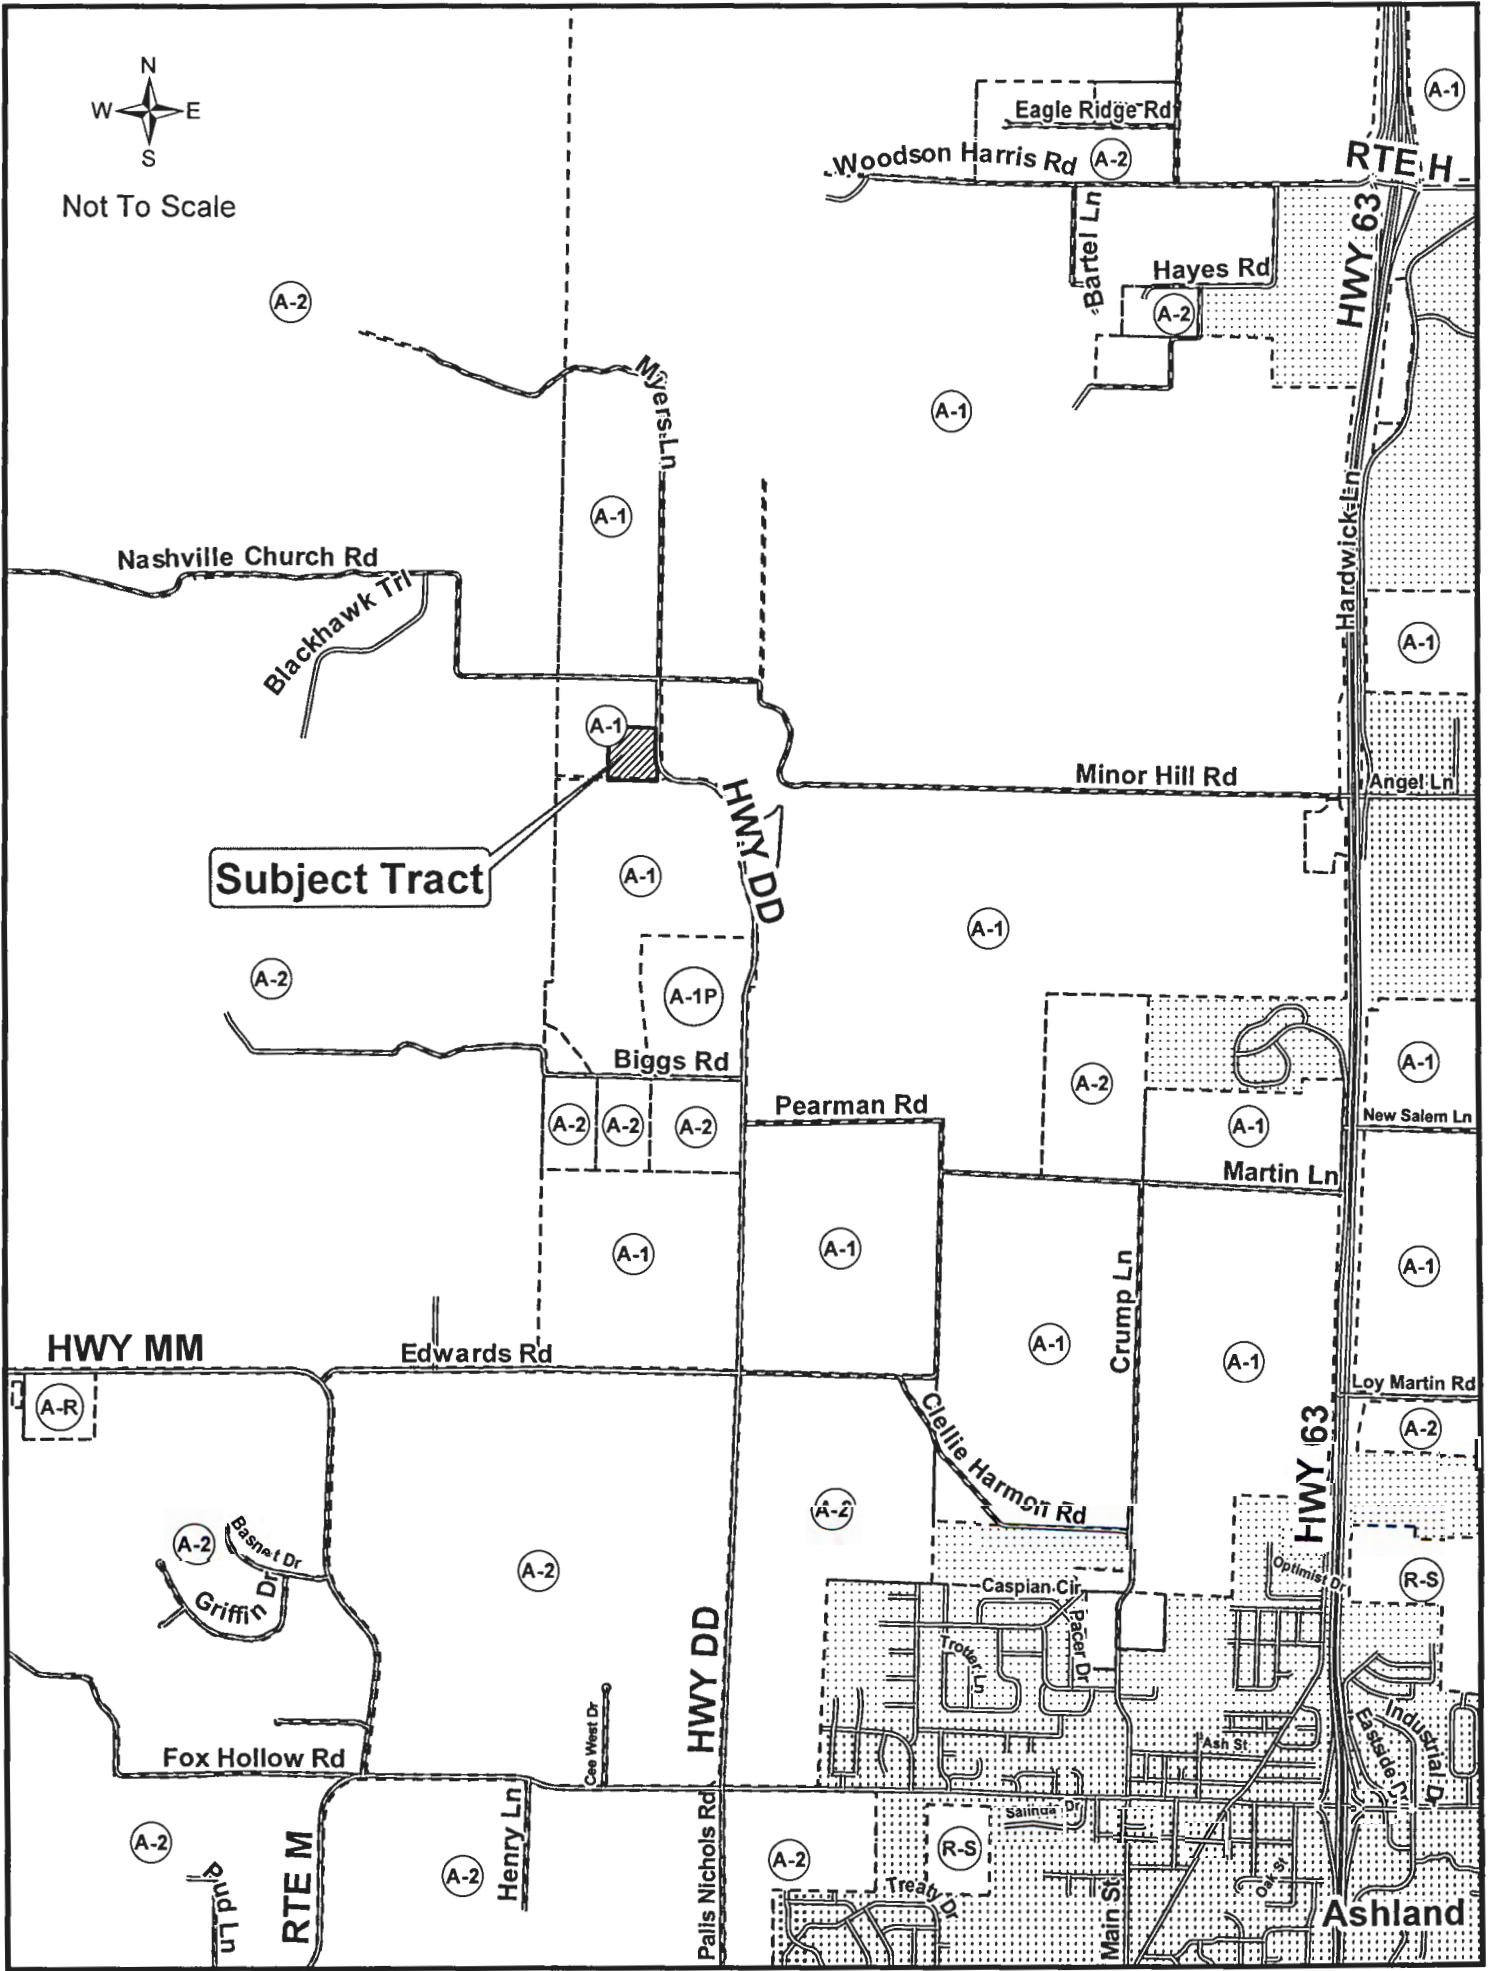 N
W E
S
Not To Scale
A-1
Eagle Ridge Rd
Woodson Harris Rd
A-2
RTE H
Bartel Ln
HWY 63
Hayes Rd
A-2
A-2
Myers Ln
A-1
A-1
Hardwick Ln
Nashville Church Rd
Blackhawk Trl
A-1
A-1
Minor Hill Rd
Angel Ln
HWY DD
Subject Tract
A-1
A-1
A-2
A-1P
Biggs Rd
A-2
A-1
Pearman Rd
New Salem Ln
A-2
A-2
A-2
A-1
Martin Ln
A-1
A-1
A-1
Crump Ln
HWY MM
Edwards Rd
A-1
A-1
Loy Martin Rd
A-R
Clellie Harmon Rd
A-2
HWY 63
A-2
A-2
Basnet Dr
Griffin Dr
A-2
Optimist Dr
R-S
Caspian Cir
Pacer Dr
Trotter Ln
HWY DD
Cee West Dr
Ash St
Industrial Dr
Eastside Dr
Fox Hollow Rd
Salinda Dr
A-2
RTE M
A-2
Henry Ln
Palis Nichols Rd
A-2
R-S
Treaty Dr
Oak St
Pud Ln
Main St
Ashland